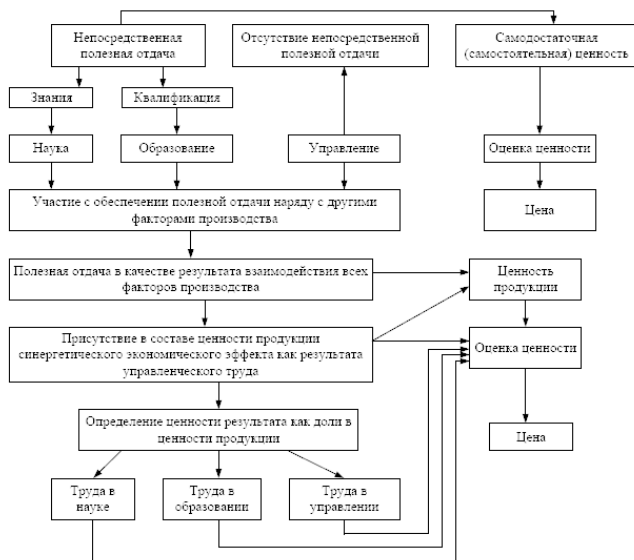 Непосредственная
полезная отдача
Отсутствие непосредственной
полезной отдачи
Самодостаточная
(самостоятельная) ценность
Знания
Квалификация
Наука
Образование
Управление
Оценка ценности
Участие с обеспечении полезной отдачи наряду с другими
факторами производства
Цена
Полезная отдача в качестве результата взаимодействия всех
факторов производства
Ценность
продукции
Присутствие в составе ценности продукции
синергетического экономического эффекта как результата
управленческого труда
Оценка ценности
Определение ценности результата как доли в
ценности продукции
Цена
Труда в
науке
Труда в
образовании
Труда в
управлении